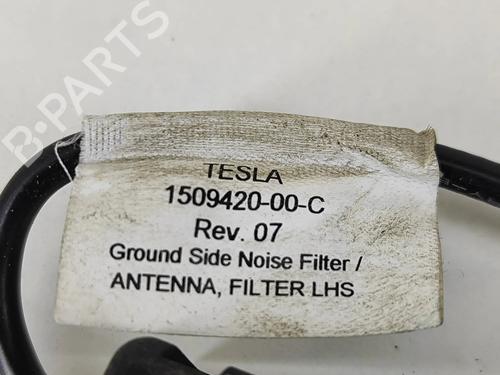 B-PARTS
TESLA
1509420-00-C
Rev. 07
Ground Side Noise Filter /
ANTENNA, FILTER LHS